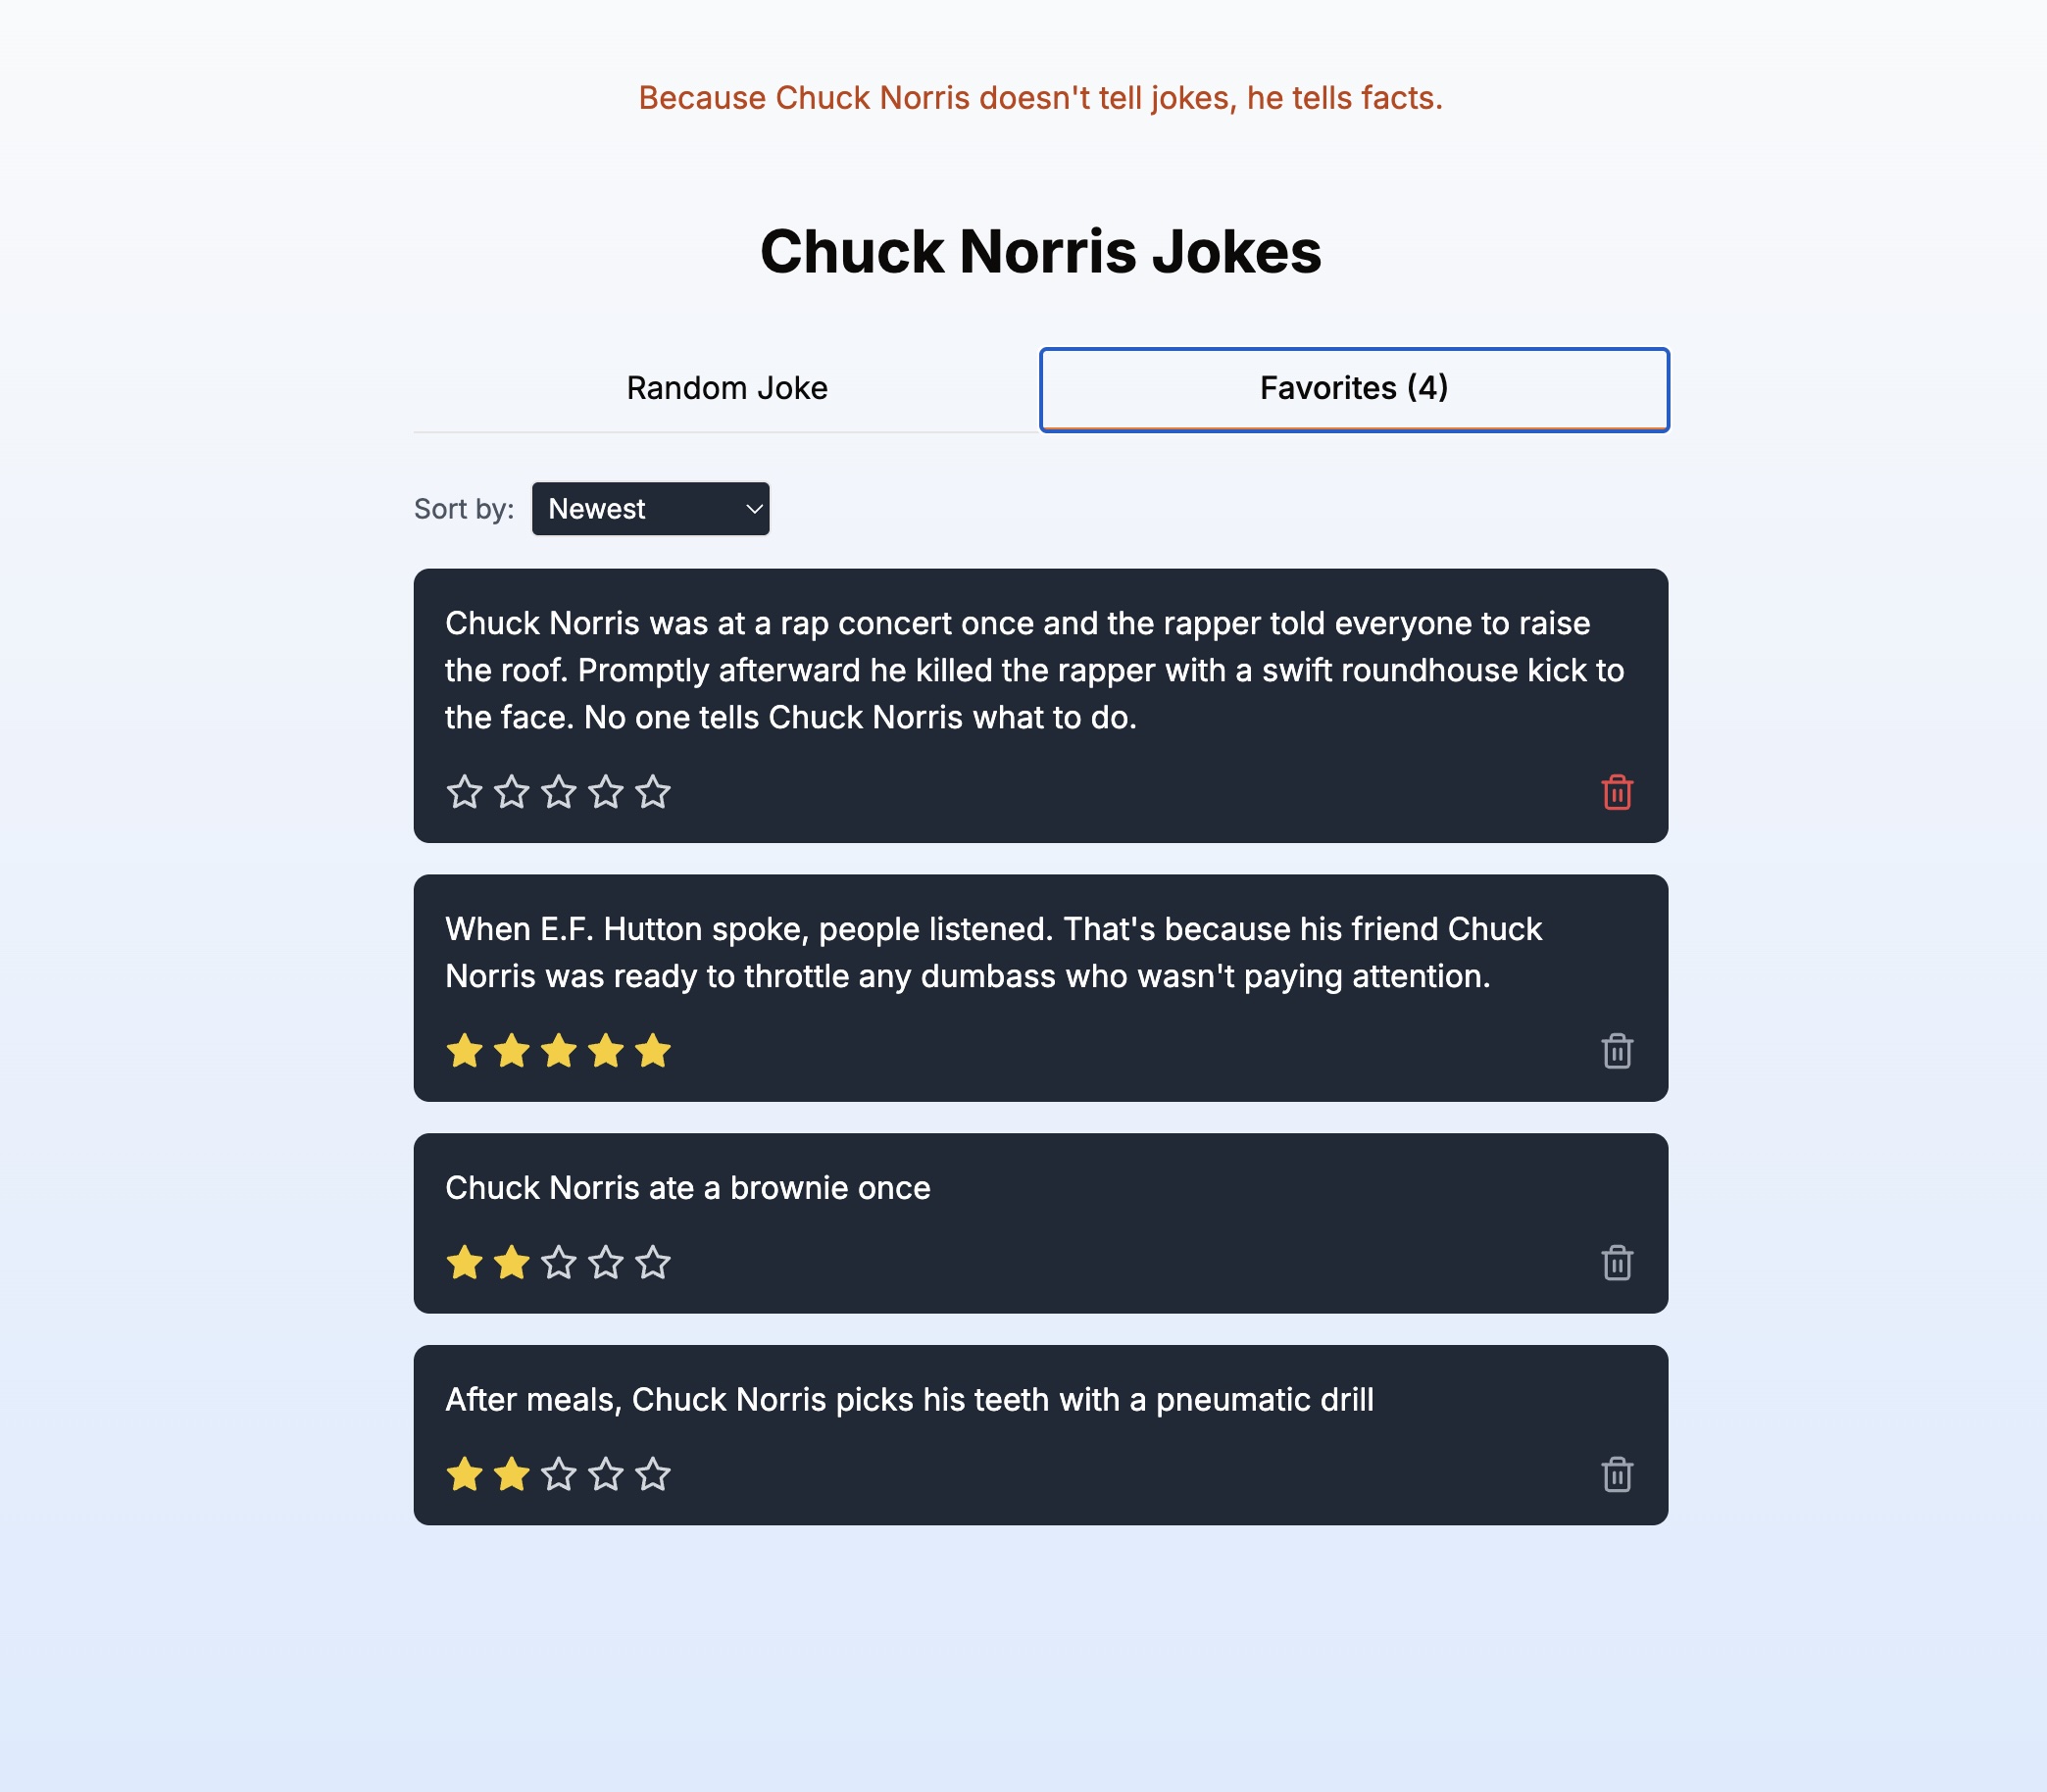 Because Chuck Norris doesn't tell jokes, he tells facts.
Chuck Norris Jokes
Random Joke
Favorites (4)
Sort by:
Newest
Chuck Norris was at a rap concert once and the rapper told everyone to raise
the roof. Promptly afterward he killed the rapper with a swift roundhouse kick to
the face. No one tells Chuck Norris what to do.
When E.F. Hutton spoke, people listened. That's because his friend Chuck
Norris was ready to throttle any dumbass who wasn't paying attention.
Chuck Norris ate a brownie once
After meals, Chuck Norris picks his teeth with a pneumatic drill